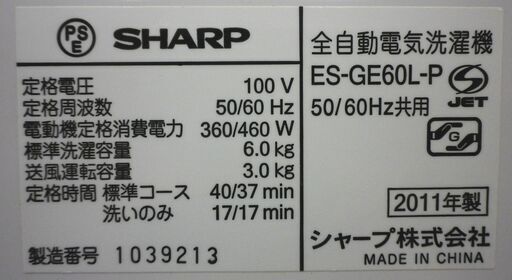 PS
E
SHARP
定格電圧 100 V
定格周波数 50/60 Hz
電動機定格消費電力 360/460 W
標準洗濯容量 6.0 kg
送風運転容量 3.0 kg
定格時間 標準コース 40/37 min
洗いのみ 17/17 min
製造番号 1039213
全自動電気洗濯機
ES-GE60L-P
50/60Hz共用
S
JET
G
2011年製
シャープ株式会社
MADE IN CHINA